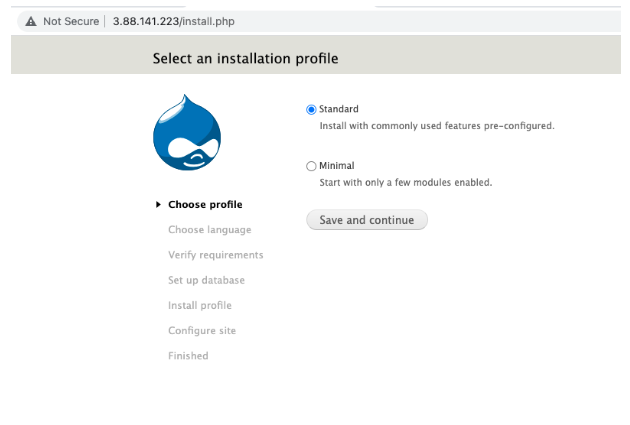 Not Secure | 3.88.141.223/install.php
Select an installation profile
Standard
Install with commonly used features pre-configured.
Minimal
Start with only a few modules enabled.
Save and continue
Choose profile
Choose language
Verify requirements
Set up database
Install profile
Configure site
Finished